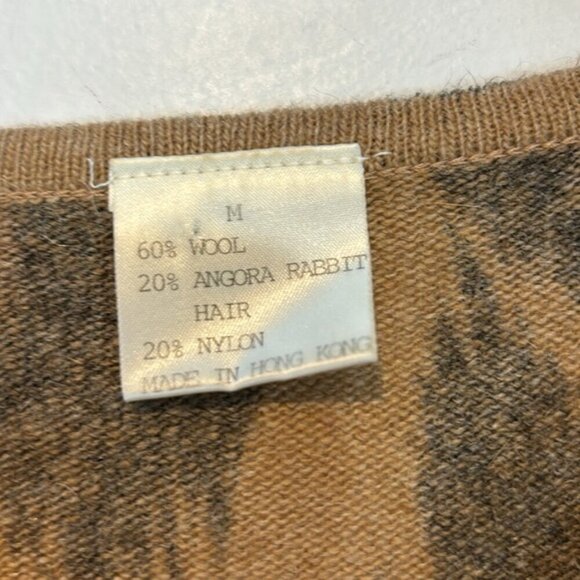 M
60% WOOL
20% ANGORA RABBIT
HAIR
20% NYLON
MADE IN HONG KONG